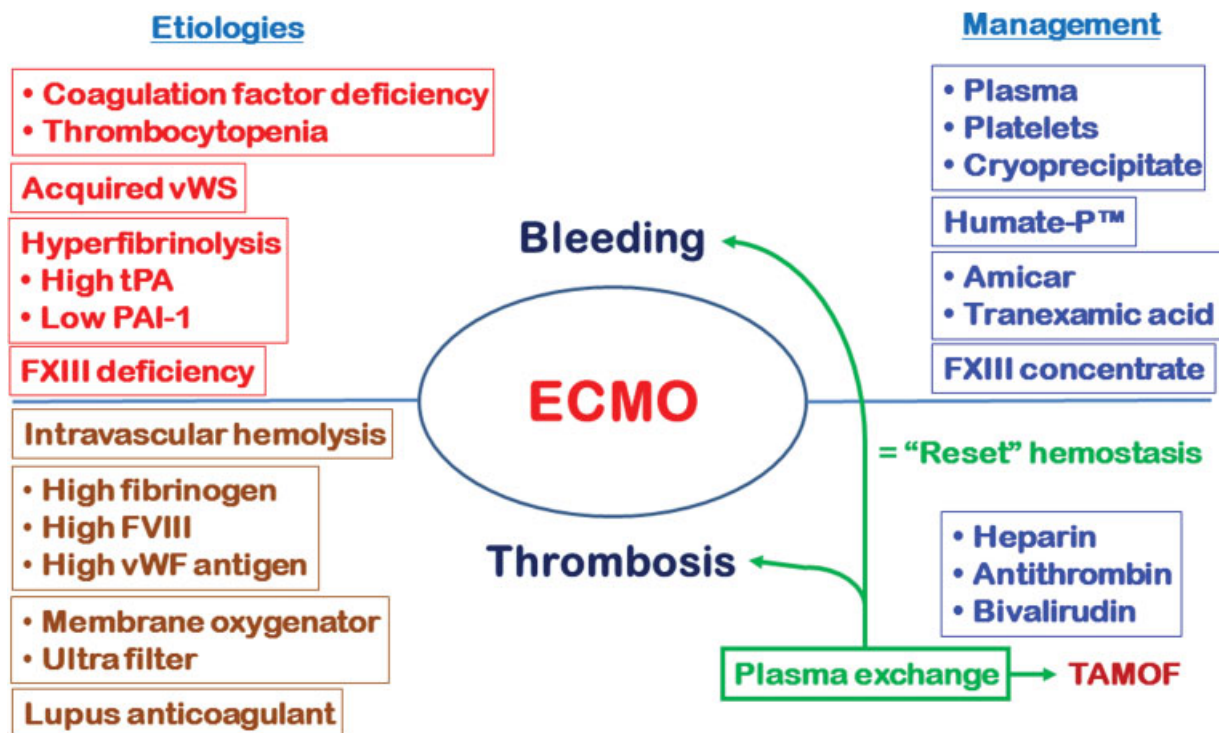 Etiologies
• Coagulation factor deficiency
• Thrombocytopenia
Acquired vWS
Hyperfibrinolysis
• High tPA
• Low PAI-1
FXIII deficiency
Intravascular hemolysis
• High fibrinogen
• High FVIII
• High vWF antigen
• Membrane oxygenator
• Ultra filter
Lupus anticoagulant
Bleeding
ECMO
Thrombosis
Management
• Plasma
• Platelets
• Cryoprecipitate
Humate-P™
• Amicar
• Tranexamic acid
FXIII concentrate
= “Reset” hemostasis
• Heparin
• Antithrombin
• Bivalirudin
Plasma exchange
TAMOF